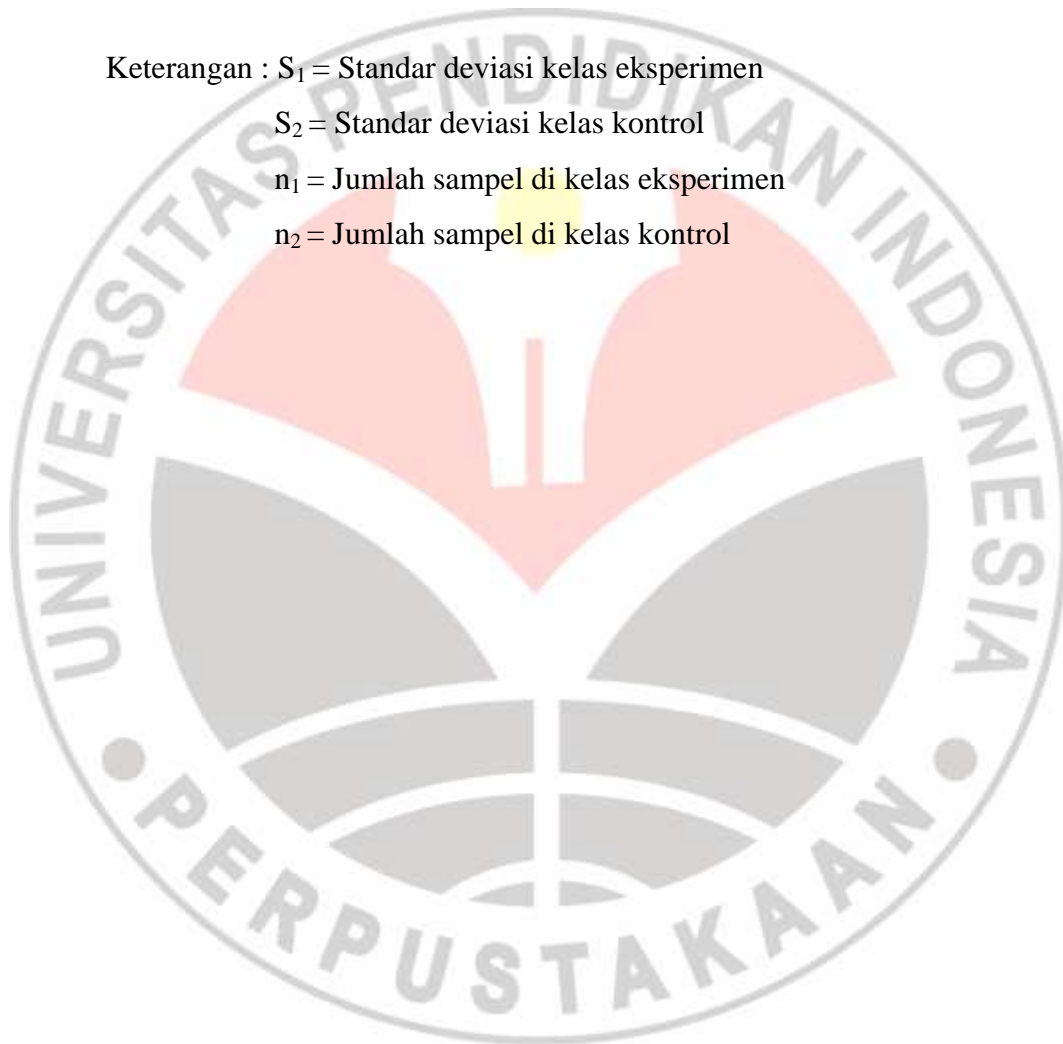 Keterangan : S₁ = Standar deviasi kelas eksperimen
S₂ = Standar deviasi kelas kontrol
n₁ = Jumlah sampel di kelas eksperimen
n₂ = Jumlah sampel di kelas kontrol
UNIVERSITAS PENDIDIKAN INDONESIA
PERPUSTAKAAN